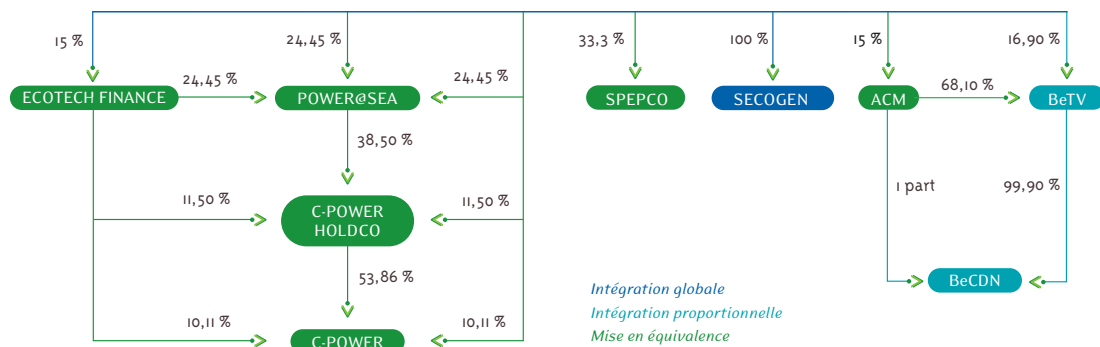 15 %
24,45 %
33,3 %
100 %
15 %
16,90 %
24,45 %
24,45 %
68,10 %
ECOTECH FINANCE
POWER@SEA
SPEPCO
SECOGEN
ACM
BeTV
38,50 %
11,50 %
11,50 %
1 part
99,90 %
C-POWER
HOLDCO
53,86 %
BeCDN
Intégration globale
Intégration proportionnelle
Mise en équivalence
10,11 %
10,11 %
C-POWER